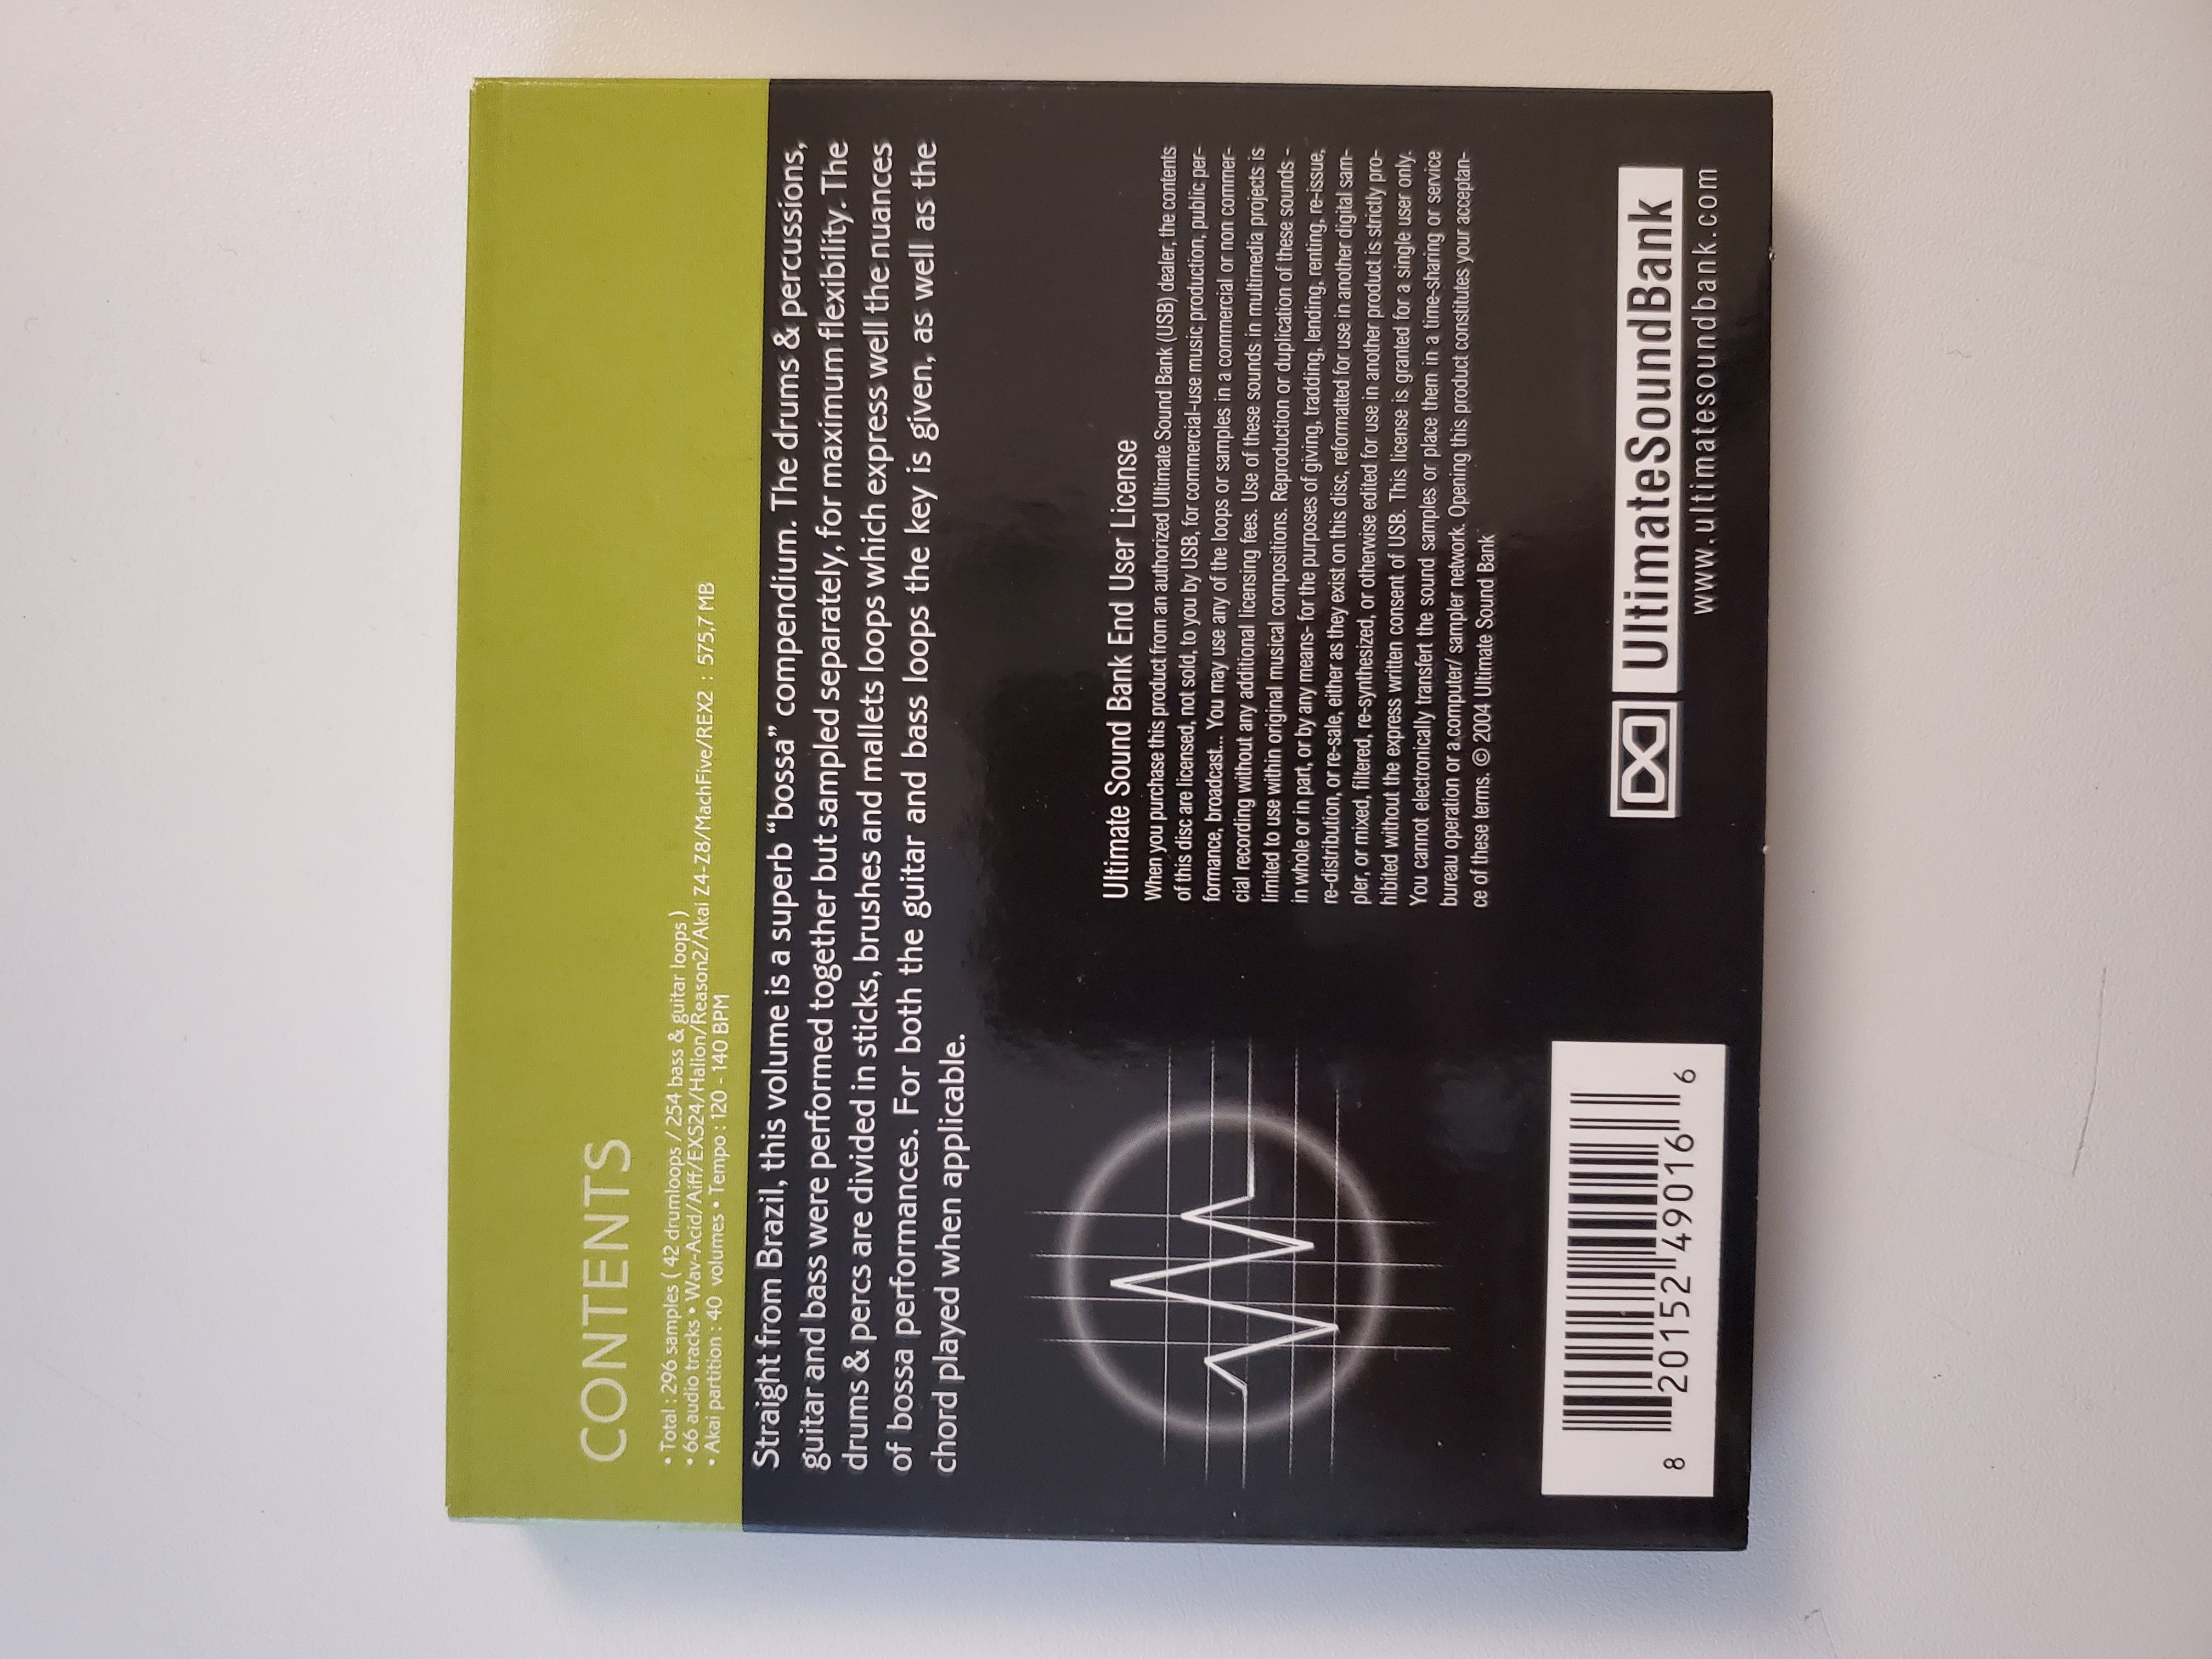 CONTENTS
• Total : 296 samples ( 42 drumloops / 254 bass & guitar loops )
• 66 audio tracks • Wav-Acid/Aiff/EXS24/Halion/Reason2/Akai Z4-Z8/MachFive/REX2 : 575,7 MB
• Akai partition : 40 volumes • Tempo : 120 - 140 BPM
Straight from Brazil, this volume is a superb “bossa” compendium. The drums & percussions,
guitar and bass were performed together but sampled separately, for maximum flexibility. The
drums & percs are divided in sticks, brushes and mallets loops which express well the nuances
of bossa performances. For both the guitar and bass loops the key is given, as well as the
chord played when applicable.
Ultimate Sound Bank End User License
When you purchase this product from an authorized Ultimate Sound Bank (USB) dealer, the contents
of this disc are licensed, not sold, to you by USB, for commercial-use music production, public per-
formance, broadcast... You may use any of the loops or samples in a commercial or non commer-
cial recording without any additional licensing fees. Use of these sounds in multimedia projects is
limited to use within original musical compositions. Reproduction or duplication of these sounds -
in whole or in part, or by any means- for the purposes of giving, tradding, lending, renting, re-issue,
re-distribution, or re-sale, either as they exist on this disc, reformatted for use in another digital sam-
pler, or mixed, filtered, re-synthesized, or otherwise edited for use in another product is strictly pro-
hibited without the express written consent of USB. This license is granted for a single user only.
You cannot electronically transfert the sound samples or place them in a time-sharing or service
bureau operation or a computer/ sampler network. Opening this product constitutes your acceptan-
ce of these terms. © 2004 Ultimate Sound Bank
8 20152 49016 6
UltimateSoundBank
www.ultimatesoundbank.com